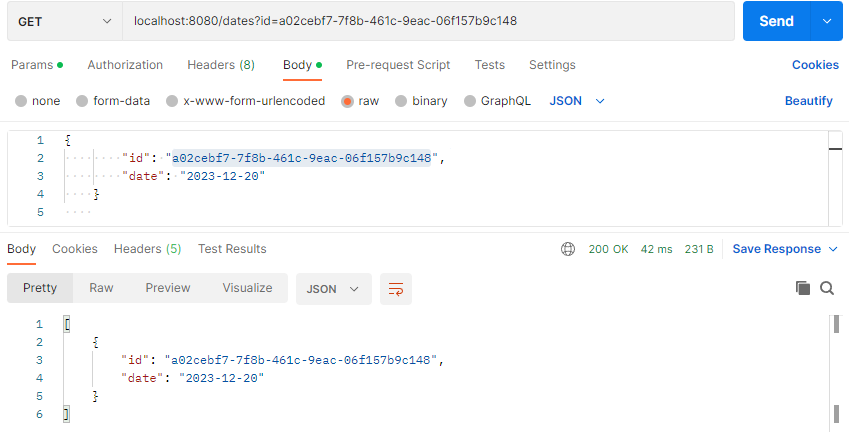 GET localhost:8080/dates?id=a02cebf7-7f8b-461c-9eac-06f157b9c148 Send
Params Authorization Headers (8) Body Pre-request Script Tests Settings Cookies
none form-data x-www-form-urlencoded raw binary GraphQL JSON Beautify
1 {
2 "id": "a02cebf7-7f8b-461c-9eac-06f157b9c148",
3 "date": "2023-12-20"
4 }
5
Body Cookies Headers (5) Test Results 200 OK 42 ms 231 B Save Response
Pretty Raw Preview Visualize JSON
1 [
2 {
3 "id": "a02cebf7-7f8b-461c-9eac-06f157b9c148",
4 "date": "2023-12-20"
5 }
6 ]